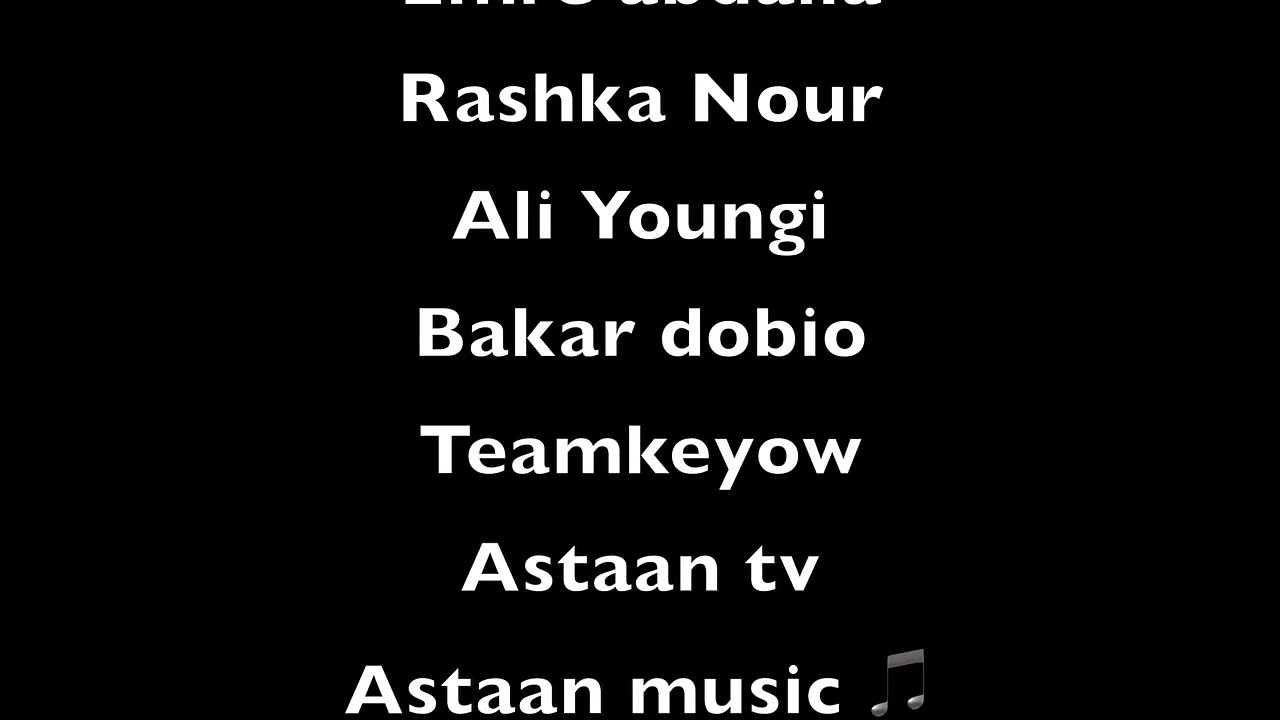 Rashka Nour
Ali Youngi
Bakar dobio
Teamkeyow
Astaan tv
Astaan music 🎵